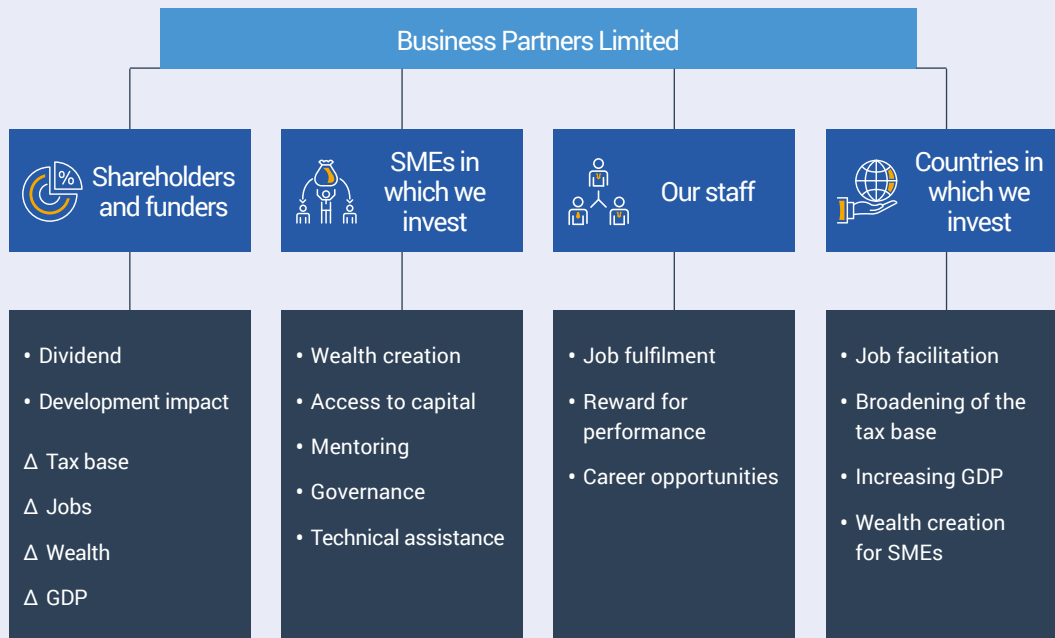 Business Partners Limited
%
Shareholders
and funders
SMEs in
which we
invest
Our staff
Countries in
which we
invest
• Dividend
• Development impact
Δ Tax base
Δ Jobs
Δ Wealth
Δ GDP
• Wealth creation
• Access to capital
• Mentoring
• Governance
• Technical assistance
• Job fulfilment
• Reward for
performance
• Career opportunities
• Job facilitation
• Broadening of the
tax base
• Increasing GDP
• Wealth creation
for SMEs